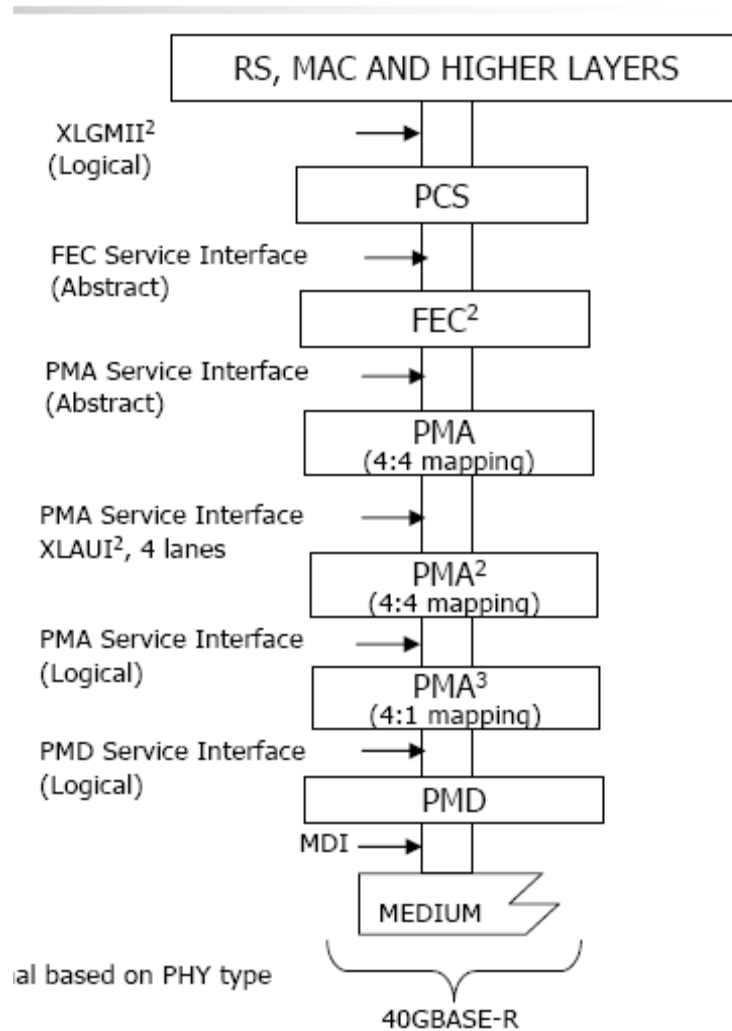 RS, MAC AND HIGHER LAYERS
XLGMII²
(Logical)
PCS
FEC Service Interface
(Abstract)
FEC²
PMA Service Interface
(Abstract)
PMA
(4:4 mapping)
PMA Service Interface
XLAUI², 4 lanes
PMA²
(4:4 mapping)
PMA Service Interface
(Logical)
PMA³
(4:1 mapping)
PMD Service Interface
(Logical)
PMD
MDI
MEDIUM
al based on PHY type
40GBASE-R